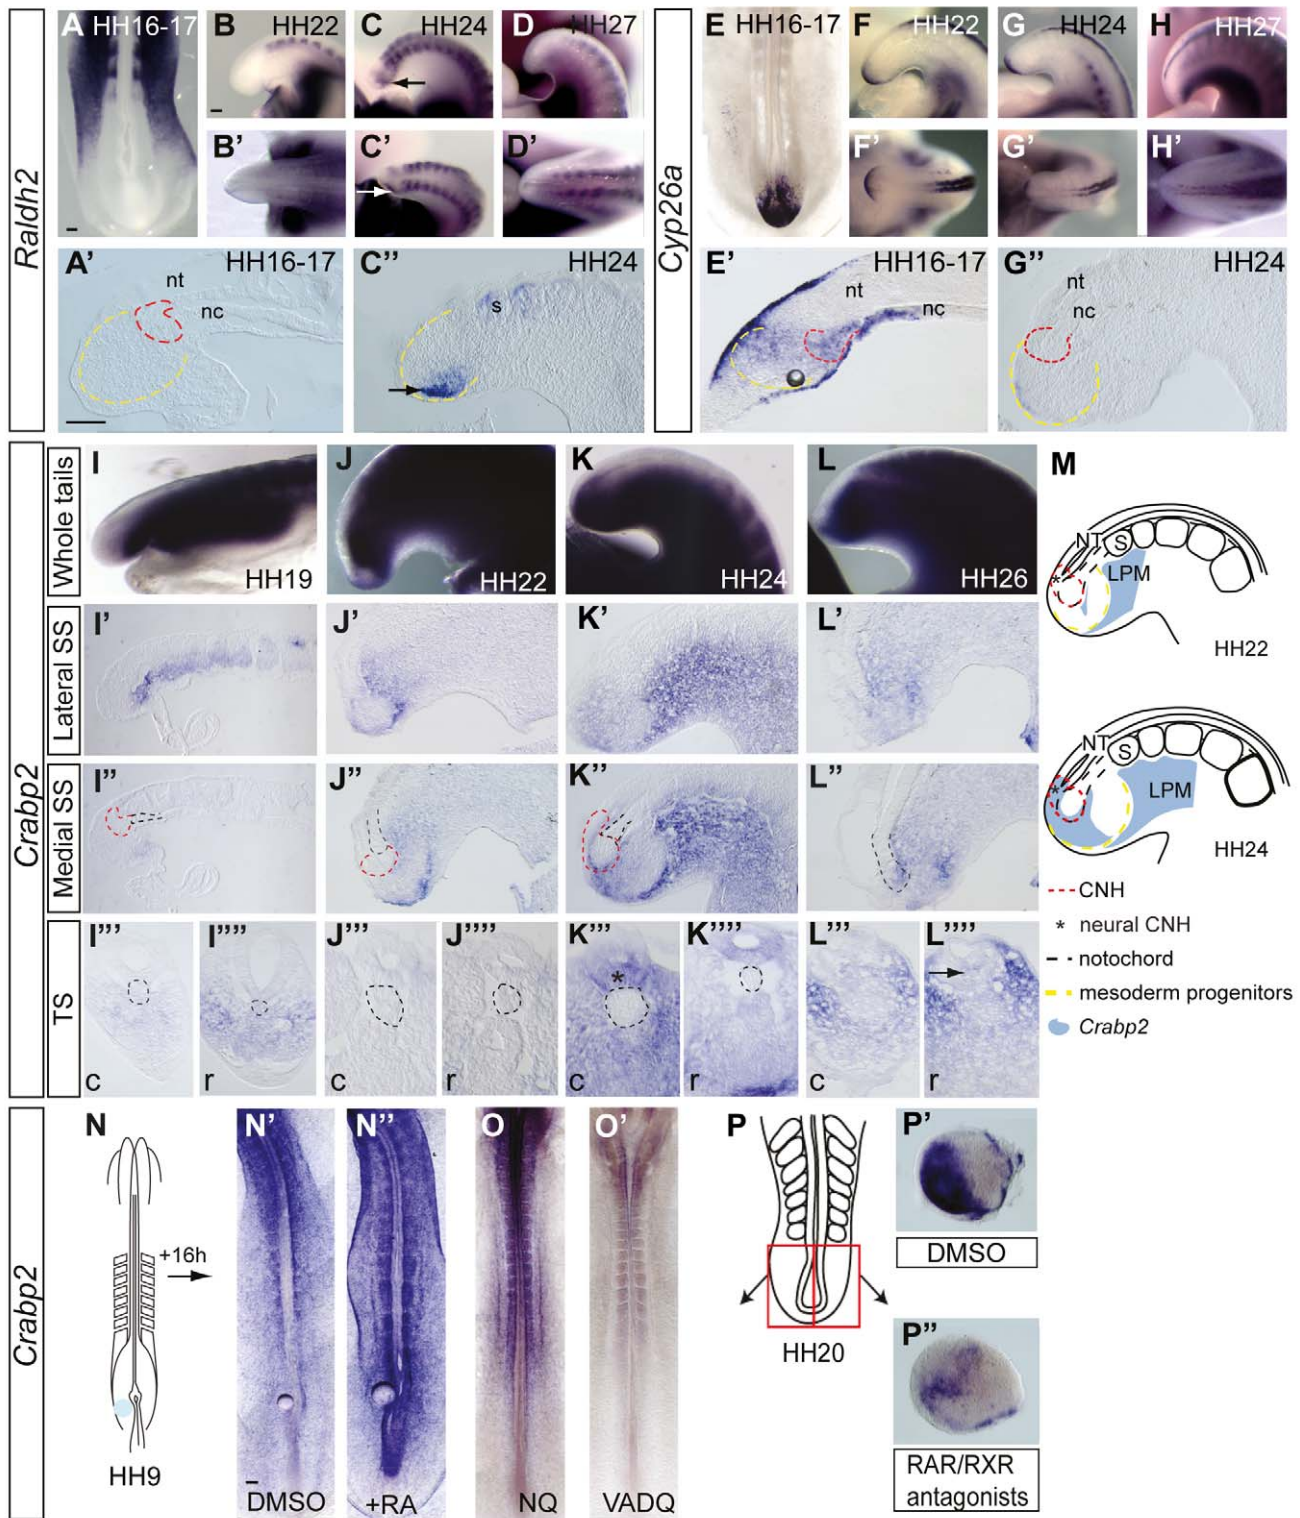 Raldh2
A HH16-17
B HH22
C HH24
D HH27
B'
C'
D'
A' HH16-17
nt
nc
C'' HH24
s
Cyp26a
E HH16-17
F HH22
G HH24
H HH27
F'
G'
H'
E' HH16-17
nt
nc
G'' HH24
nt
nc
Crabp2
Whole tails
I
HH19
J
HH22
K
HH24
L
HH26
Lateral SS
I'
J'
K'
L'
Medial SS
I''
J''
K''
L''
TS
I'''
c
I''''
r
J'''
c
J''''
r
K'''
*
c
K''''
r
L'''
c
L''''
r
M
NT
S
*
LPM
HH22
NT
S
*
LPM
HH24
CNH
* neural CNH
notochord
mesoderm progenitors
Crabp2
Crabp2
N
+16h
HH9
N'
DMSO
N''
+RA
O
NQ
O'
VADQ
P
HH20
P'
DMSO
P''
RAR/RXR
antagonists